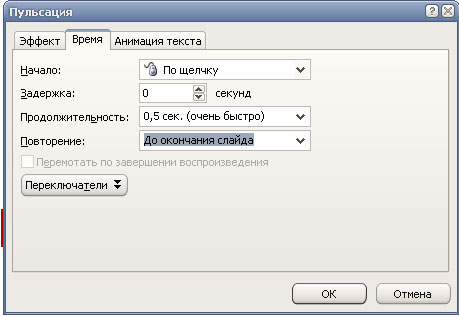 Пульсация
Эффект Время Анимация текста
Начало: По щелчку
Задержка: 0 секунд
Продолжительность: 0,5 сек. (очень быстро)
Повторение: До окончания слайда
Перемотать по завершении воспроизведения
Переключатели
ОК Отмена